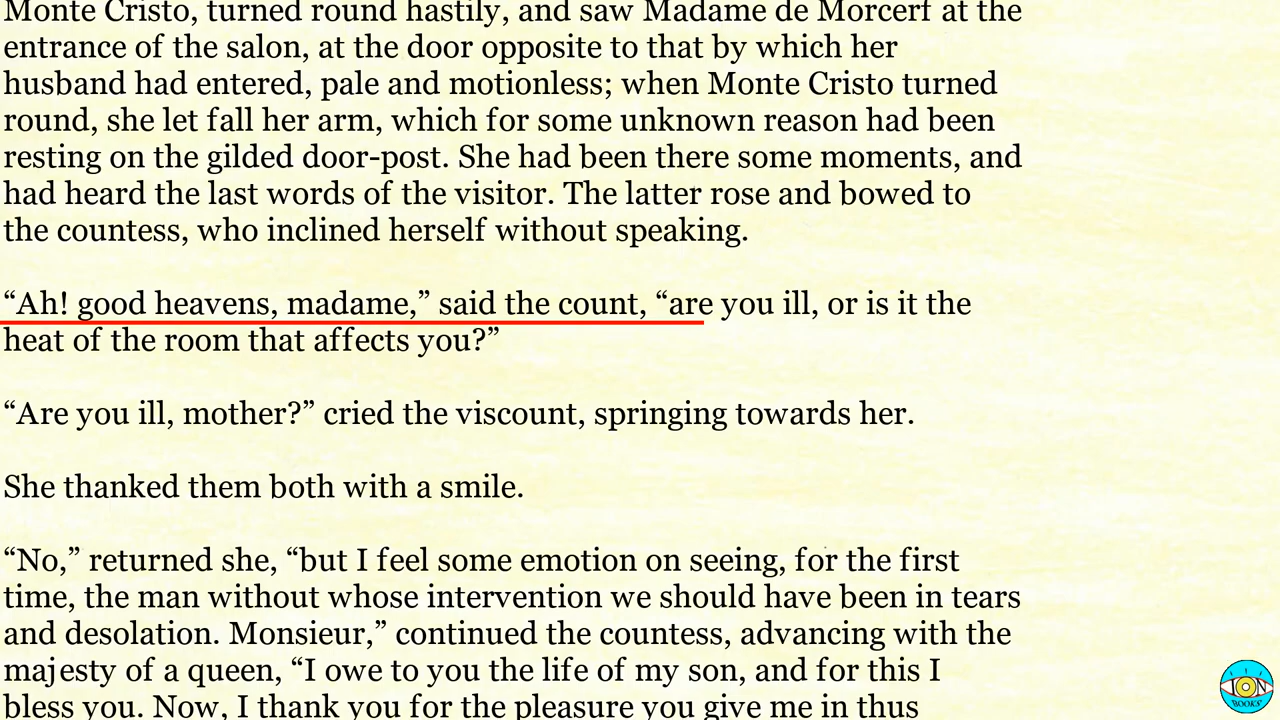 Monte Cristo, turned round hastily, and saw Madame de Morcerf at the
entrance of the salon, at the door opposite to that by which her
husband had entered, pale and motionless; when Monte Cristo turned
round, she let fall her arm, which for some unknown reason had been
resting on the gilded door-post. She had been there some moments, and
had heard the last words of the visitor. The latter rose and bowed to
the countess, who inclined herself without speaking.
“Ah! good heavens, madame,” said the count, “are you ill, or is it the
heat of the room that affects you?”
“Are you ill, mother?” cried the viscount, springing towards her.
She thanked them both with a smile.
“No,” returned she, “but I feel some emotion on seeing, for the first
time, the man without whose intervention we should have been in tears
and desolation. Monsieur,” continued the countess, advancing with the
majesty of a queen, “I owe to you the life of my son, and for this I
bless you. Now, I thank you for the pleasure you give me in thus
BOOKS